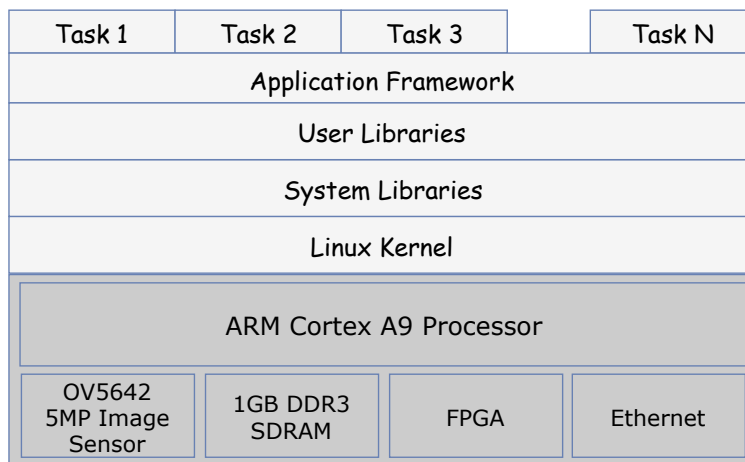 Task 1
Task 2
Task 3
Task N
Application Framework
User Libraries
System Libraries
Linux Kernel
ARM Cortex A9 Processor
OV5642
5MP Image
Sensor
1GB DDR3
SDRAM
FPGA
Ethernet